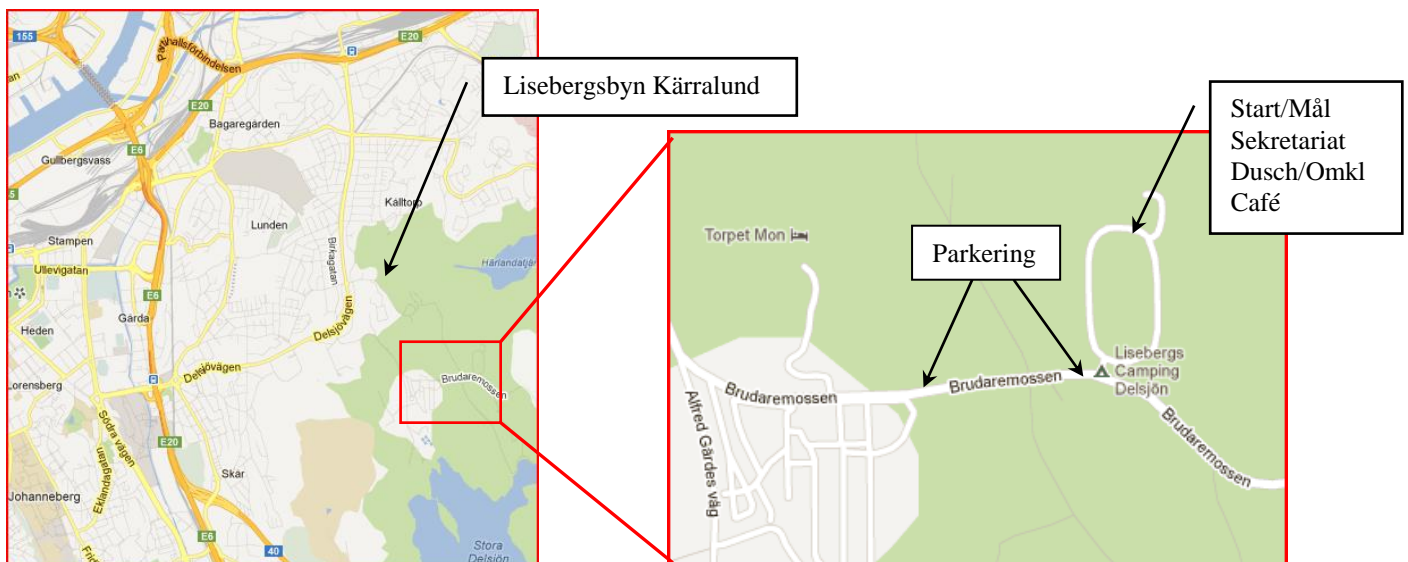 155
Partihallsförbindelsen
E20
E20
Bagaregården
E6
Gullbergsvass
Kålltorp
Lunden
Stampen
Birkagatan
Härlandatjär
Ullevigatan
E6
Gårda
Heden
Delsjövägen
Delsjövägen
Lorensberg
Brudaremossen
Södra vägen
E20
Skår
Eklandagatan
Johanneberg
E6
40
Stora
Delsjön
Lisebergsbyn Kärralund
Start/Mål
Sekretariat
Dusch/Omkl
Café
Torpet Mon
Parkering
Lisebergs
Camping
Delsjön
Brudaremossen
Brudaremossen
Brudaremossen
Alfred Gärdes väg